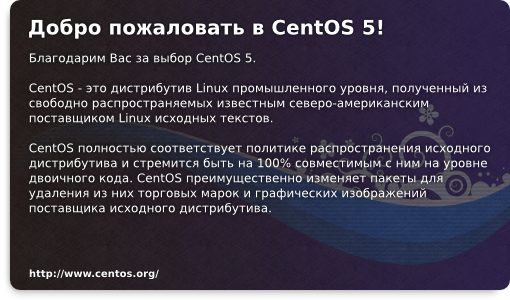 Добро пожаловать в CentOS 5!
Благодарим Вас за выбор CentOS 5.
CentOS - это дистрибутив Linux промышленного уровня, полученный из
свободно распространяемых известным северо-американским
поставщиком Linux исходных текстов.
CentOS полностью соответствует политике распространения исходного
дистрибутива и стремится быть на 100% совместимым с ним на уровне
двоичного кода. CentOS преимущественно изменяет пакеты для
удаления из них торговых марок и графических изображений
поставщика исходного дистрибутива.
http://www.centos.org/